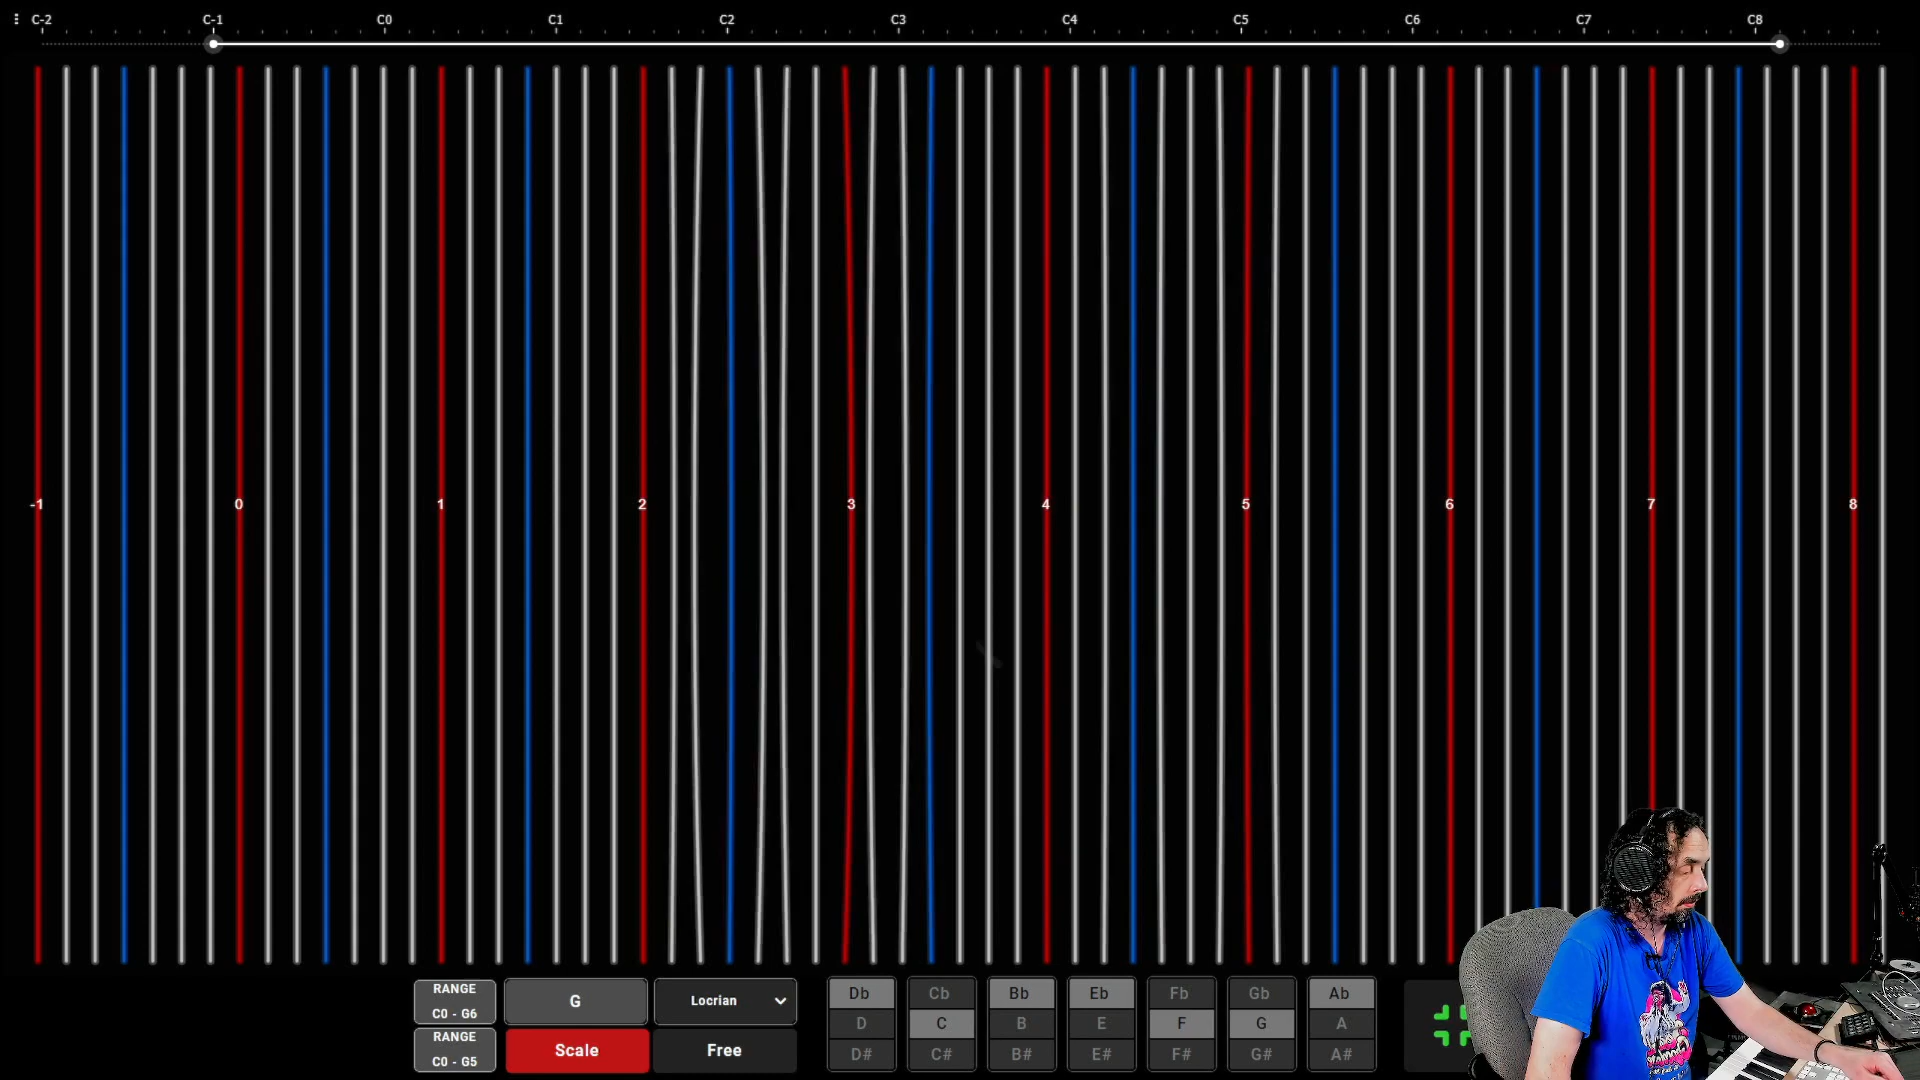 C-2 C-1 C0 C1 C2 C3 C4 C5 C6 C7 C8
-1 0 1 2 3 4 5 6 7 8
RANGE
C0 - G6
G
Locrian
RANGE
C0 - G5
Scale
Free
Db Cb Bb Eb Fb Gb Ab
D C B E F G A
D# C# B# E# F# G# A#